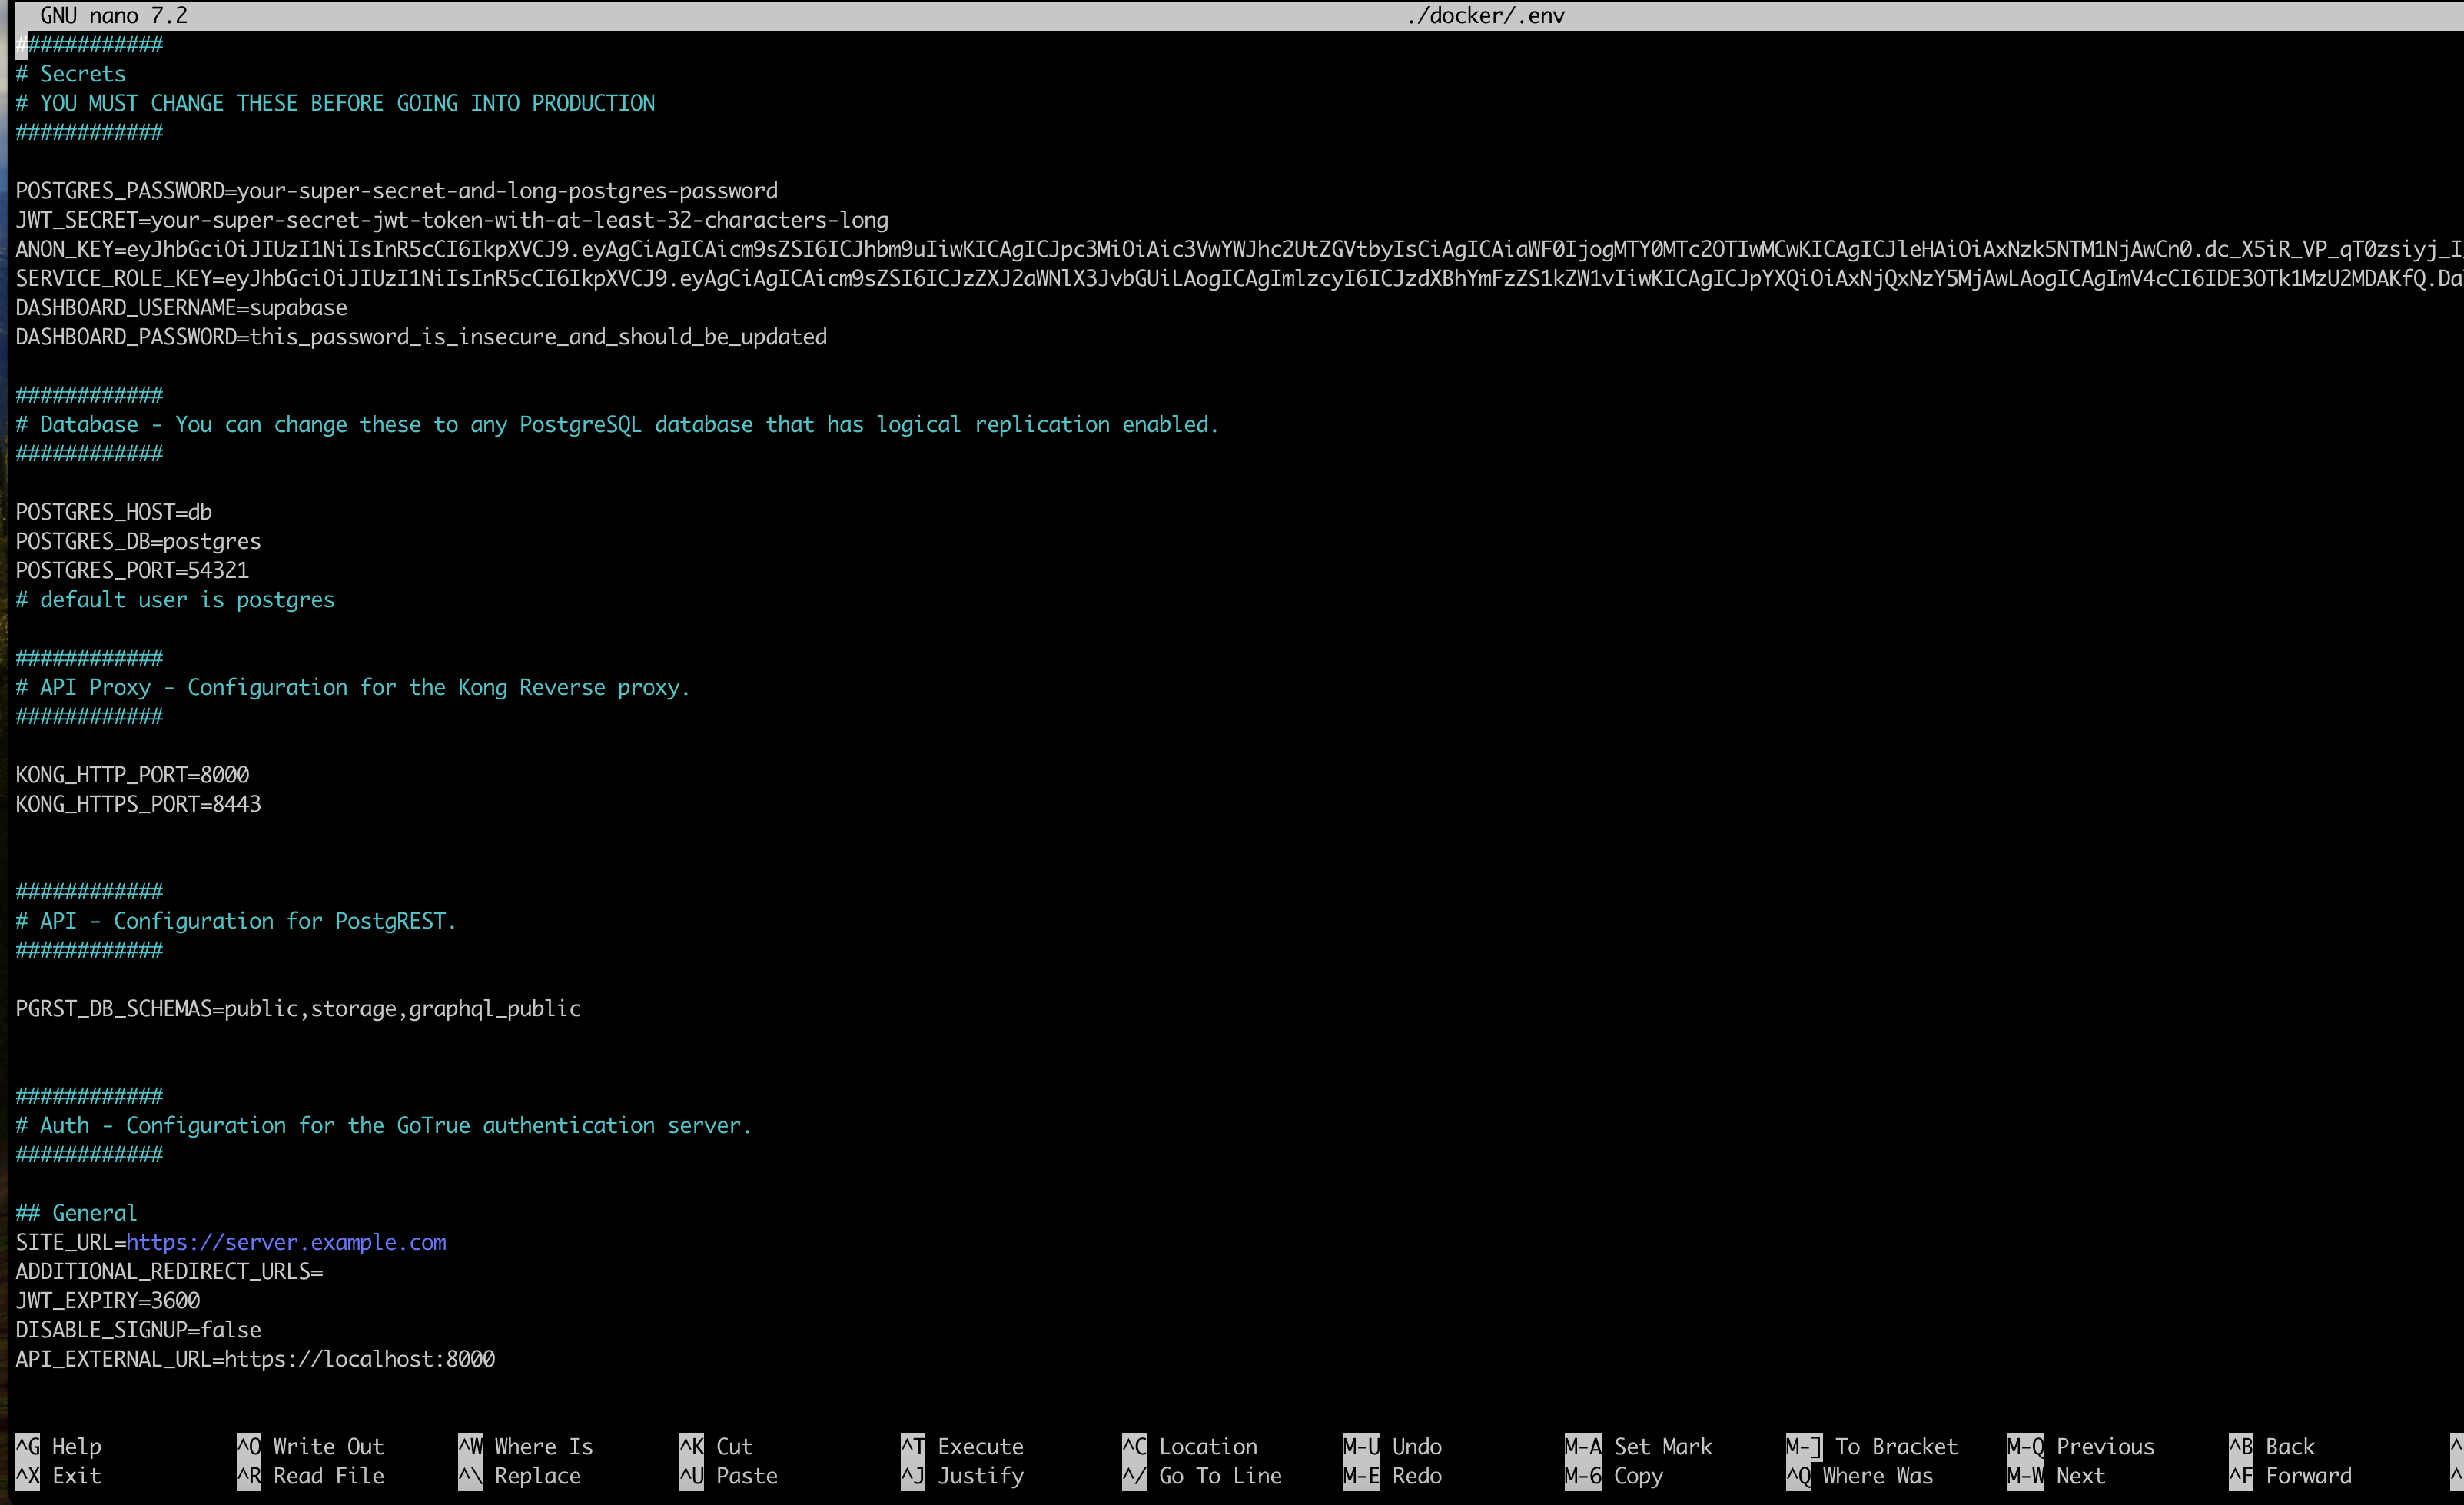 GNU nano 7.2 ./docker/.env
############
# Secrets
# YOU MUST CHANGE THESE BEFORE GOING INTO PRODUCTION
############
POSTGRES_PASSWORD=your-super-secret-and-long-postgres-password
JWT_SECRET=your-super-secret-jwt-token-with-at-least-32-characters-long
ANON_KEY=eyJhbGciOiJIUzI1NiIsInR5cCI6IkpXVCJ9.eyAgCiAgICAicm9sZSI6ICJhbm9uIiwKICAgICJpc3MiOiAic3VwYWJhc2UtZGVtbyIsCiAgICAiaWF0IjogMTY0MTc2OTIwMCwKICAgICJleHAiOiAxNzk5NTM1NjAwCn0.dc_X5iR_VP_qT0zsiyj_I
SERVICE_ROLE_KEY=eyJhbGciOiJIUzI1NiIsInR5cCI6IkpXVCJ9.eyAgCiAgICAicm9sZSI6ICJzZXJ2aWNlX3JvbGUiLAogICAgImlzcyI6ICJzdXBhYmFzZS1kZW1vIiwKICAgICJpYXQiOiAxNjQxNzY5MjAwLAogICAgImV4cCI6IDE3OTk1MzU2MDAKfQ.Da
DASHBOARD_USERNAME=supabase
DASHBOARD_PASSWORD=this_password_is_insecure_and_should_be_updated
############
# Database - You can change these to any PostgreSQL database that has logical replication enabled.
############
POSTGRES_HOST=db
POSTGRES_DB=postgres
POSTGRES_PORT=54321
# default user is postgres
############
# API Proxy - Configuration for the Kong Reverse proxy.
############
KONG_HTTP_PORT=8000
KONG_HTTPS_PORT=8443
############
# API - Configuration for PostgREST.
############
PGRST_DB_SCHEMAS=public,storage,graphql_public
############
# Auth - Configuration for the GoTrue authentication server.
############
## General
SITE_URL=https://server.example.com
ADDITIONAL_REDIRECT_URLS=
JWT_EXPIRY=3600
DISABLE_SIGNUP=false
API_EXTERNAL_URL=https://localhost:8000
^G Help ^O Write Out ^W Where Is ^K Cut ^T Execute ^C Location M-U Undo M-A Set Mark M-] To Bracket M-Q Previous ^B Back ^
^X Exit ^R Read File ^\ Replace ^U Paste ^J Justify ^/ Go To Line M-E Redo M-6 Copy ^Q Where Was M-W Next ^F Forward ^